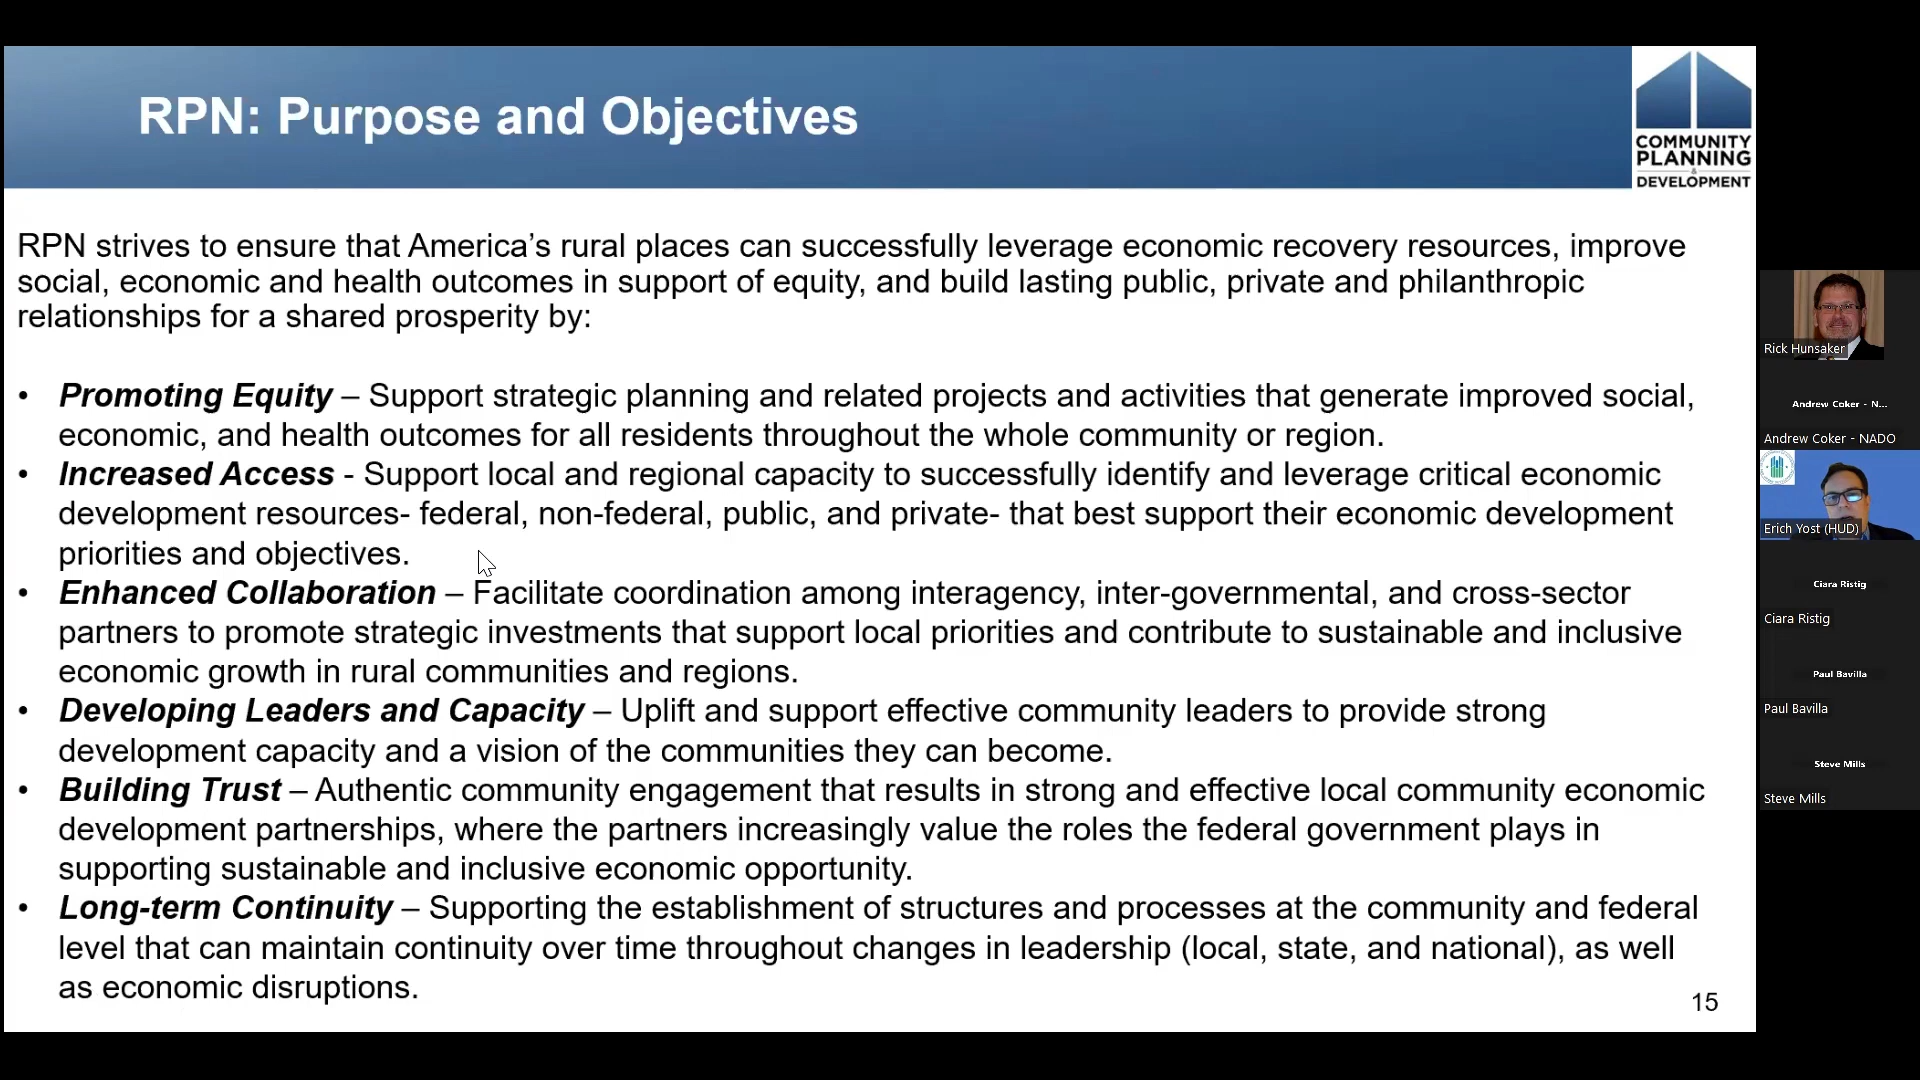 RPN: Purpose and Objectives
COMMUNITY
PLANNING
&
DEVELOPMENT
RPN strives to ensure that America’s rural places can successfully leverage economic recovery resources, improve
social, economic and health outcomes in support of equity, and build lasting public, private and philanthropic
relationships for a shared prosperity by:
• Promoting Equity – Support strategic planning and related projects and activities that generate improved social,
economic, and health outcomes for all residents throughout the whole community or region.
• Increased Access - Support local and regional capacity to successfully identify and leverage critical economic
development resources- federal, non-federal, public, and private- that best support their economic development
priorities and objectives.
• Enhanced Collaboration – Facilitate coordination among interagency, inter-governmental, and cross-sector
partners to promote strategic investments that support local priorities and contribute to sustainable and inclusive
economic growth in rural communities and regions.
• Developing Leaders and Capacity – Uplift and support effective community leaders to provide strong
development capacity and a vision of the communities they can become.
• Building Trust – Authentic community engagement that results in strong and effective local community economic
development partnerships, where the partners increasingly value the roles the federal government plays in
supporting sustainable and inclusive economic opportunity.
• Long-term Continuity – Supporting the establishment of structures and processes at the community and federal
level that can maintain continuity over time throughout changes in leadership (local, state, and national), as well
as economic disruptions.
15
Rick Hunsaker
Andrew Coker - N...
Andrew Coker - NADO
Erich Yost (HUD)
Ciara Ristig
Ciara Ristig
Paul Bavilla
Paul Bavilla
Steve Mills
Steve Mills